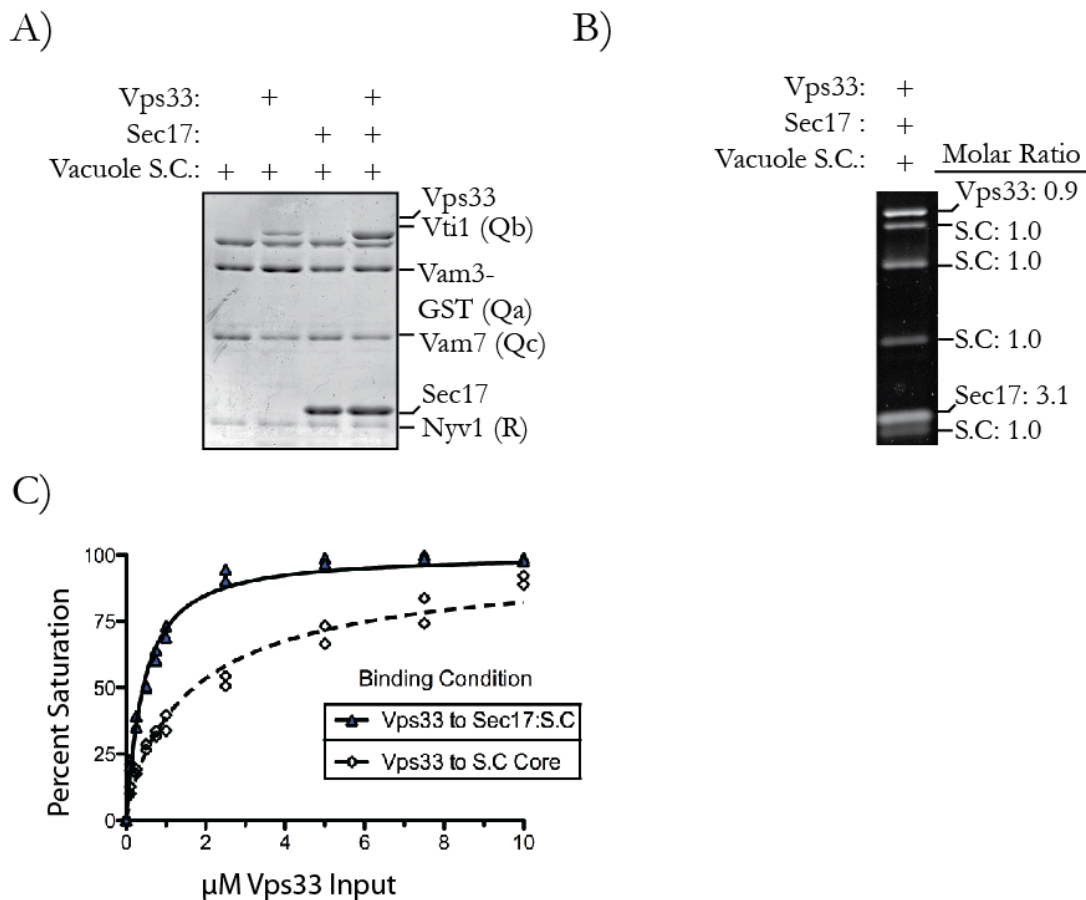 A)
Vps33: + +
Sec17: + +
Vacuole S.C.: + + + +
Vps33
Vti1 (Qb)
Vam3-
GST (Qa)
Vam7 (Qc)
Sec17
Nyv1 (R)
B)
Vps33: +
Sec17 : +
Vacuole S.C.: +
Molar Ratio
Vps33: 0.9
S.C: 1.0
S.C: 1.0
S.C: 1.0
Sec17: 3.1
S.C: 1.0
C)
Percent Saturation
100
75
50
25
0
0 2 4 6 8 10
µM Vps33 Input
Binding Condition
Vps33 to Sec17:S.C
Vps33 to S.C Core